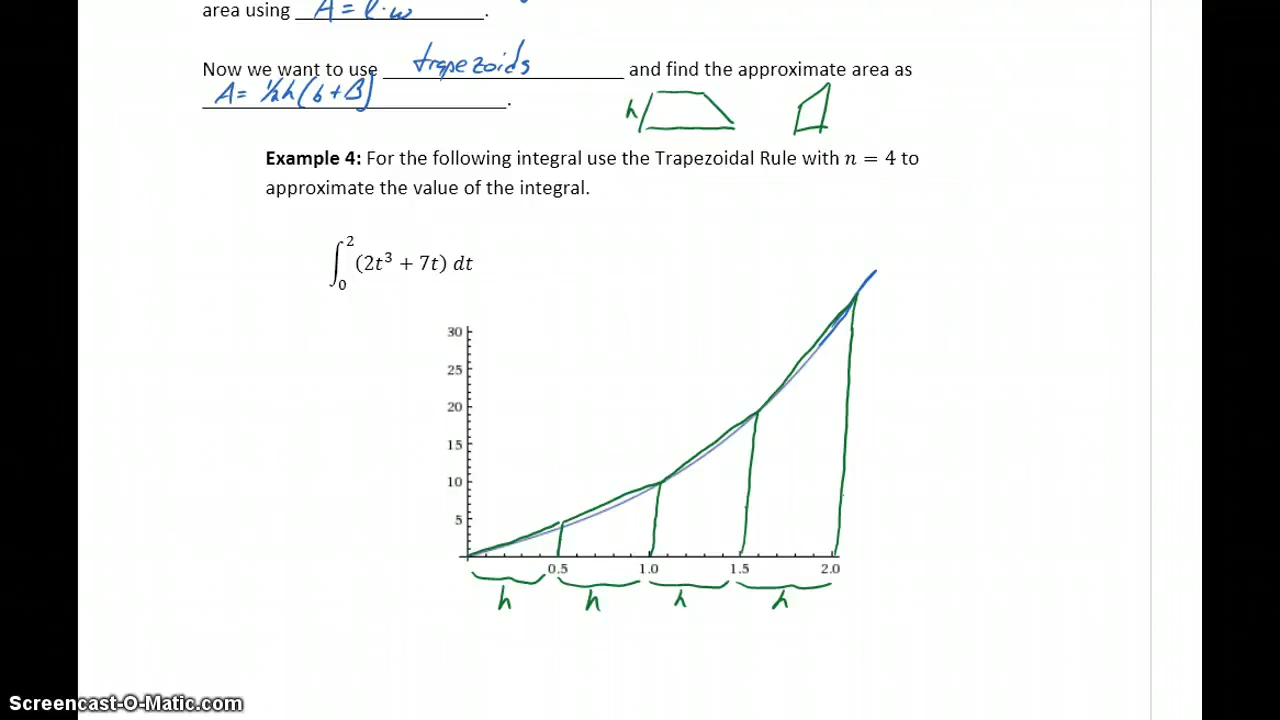 area using A = l·w.
Now we want to use trapezoids and find the approximate area as
A = ½h(b+B).
h
Example 4: For the following integral use the Trapezoidal Rule with n = 4 to
approximate the value of the integral.
∫₀² (2t³ + 7t) dt
30
25
20
15
10
5
0.5 1.0 1.5 2.0
h h h h
Screencast-O-Matic.com